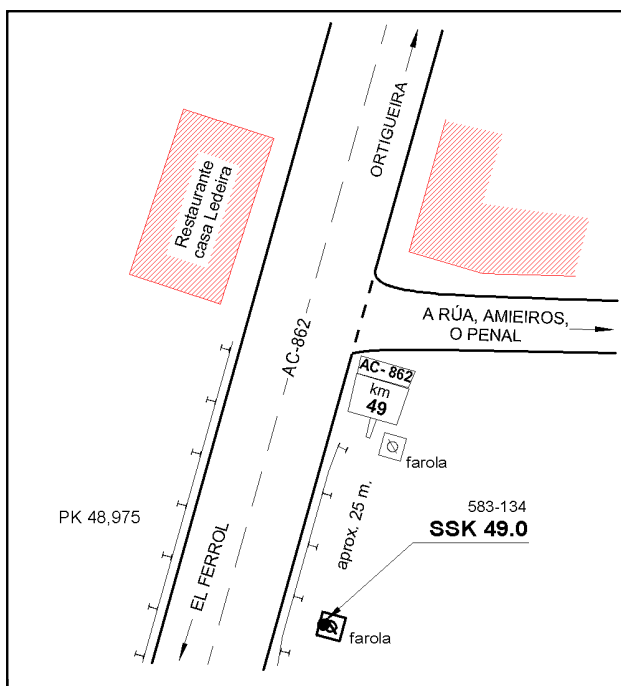 ORTIGUEIRA
Restaurante
casa Ledeira
A RÚA, AMIEIROS,
O PENAL
AC-862
AC-862
km
49
farola
aprox. 25 m.
PK 48,975
583-134
SSK 49.0
EL FERROL
farola